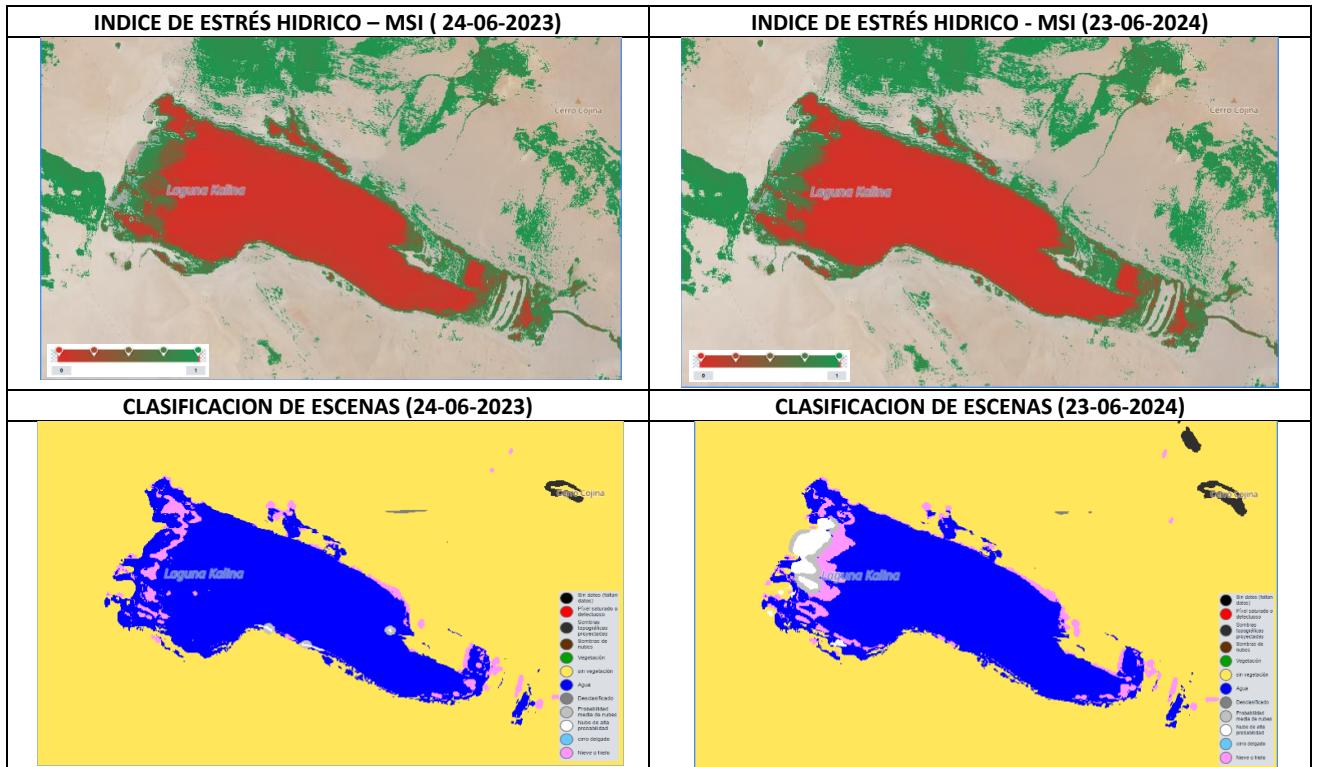 INDICE DE ESTRÉS HIDRICO – MSI ( 24-06-2023)
INDICE DE ESTRÉS HIDRICO - MSI (23-06-2024)
Cerro Cojina
Laguna Kalina
0
1
Cerro Cojina
Laguna Kalina
0
1
CLASIFICACION DE ESCENAS (24-06-2023)
CLASIFICACION DE ESCENAS (23-06-2024)
Cerro Cojina
Laguna Kalina
Sin datos (faltan
datos)
Píxel saturado o
defectuoso
Sombras
topográficas
proyectadas
Sombras de
nubes
Vegetación
sin vegetación
Agua
Desclasificado
Probabilidad
media de nubes
Nube de alta
probabilidad
cirro delgado
Nieve o hielo
Cerro Cojina
Laguna Kalina
Sin datos (faltan
datos)
Píxel saturado o
defectuoso
Sombras
topográficas
proyectadas
Sombras de
nubes
Vegetación
sin vegetación
Agua
Desclasificado
Probabilidad
media de nubes
Nube de alta
probabilidad
cirro delgado
Nieve o hielo